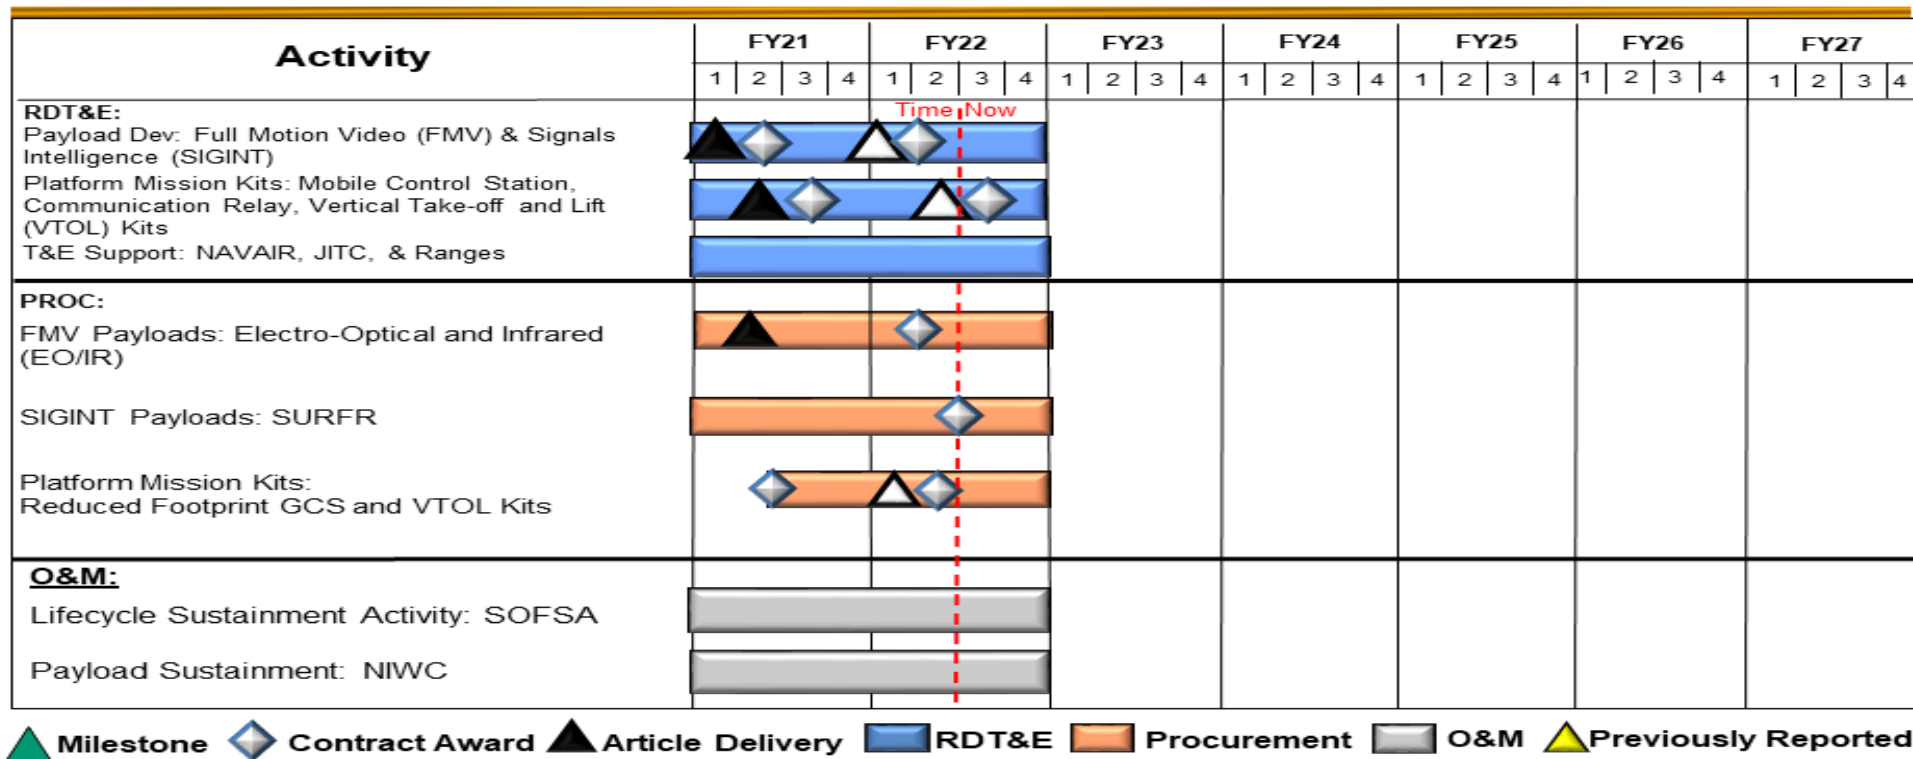 Activity
FY21 FY22 FY23 FY24 FY25 FY26 FY27
1 2 3 4 1 2 3 4 1 2 3 4 1 2 3 4 1 2 3 4 1 2 3 4 1 2 3 4
Time Now
RDT&E:
Payload Dev: Full Motion Video (FMV) & Signals
Intelligence (SIGINT)
Platform Mission Kits: Mobile Control Station,
Communication Relay, Vertical Take-off and Lift
(VTOL) Kits
T&E Support: NAVAIR, JITC, & Ranges
PROC:
FMV Payloads: Electro-Optical and Infrared
(EO/IR)
SIGINT Payloads: SURFR
Platform Mission Kits:
Reduced Footprint GCS and VTOL Kits
O&M:
Lifecycle Sustainment Activity: SOFSA
Payload Sustainment: NIWC
Milestone Contract Award Article Delivery RDT&E Procurement O&M Previously Reported